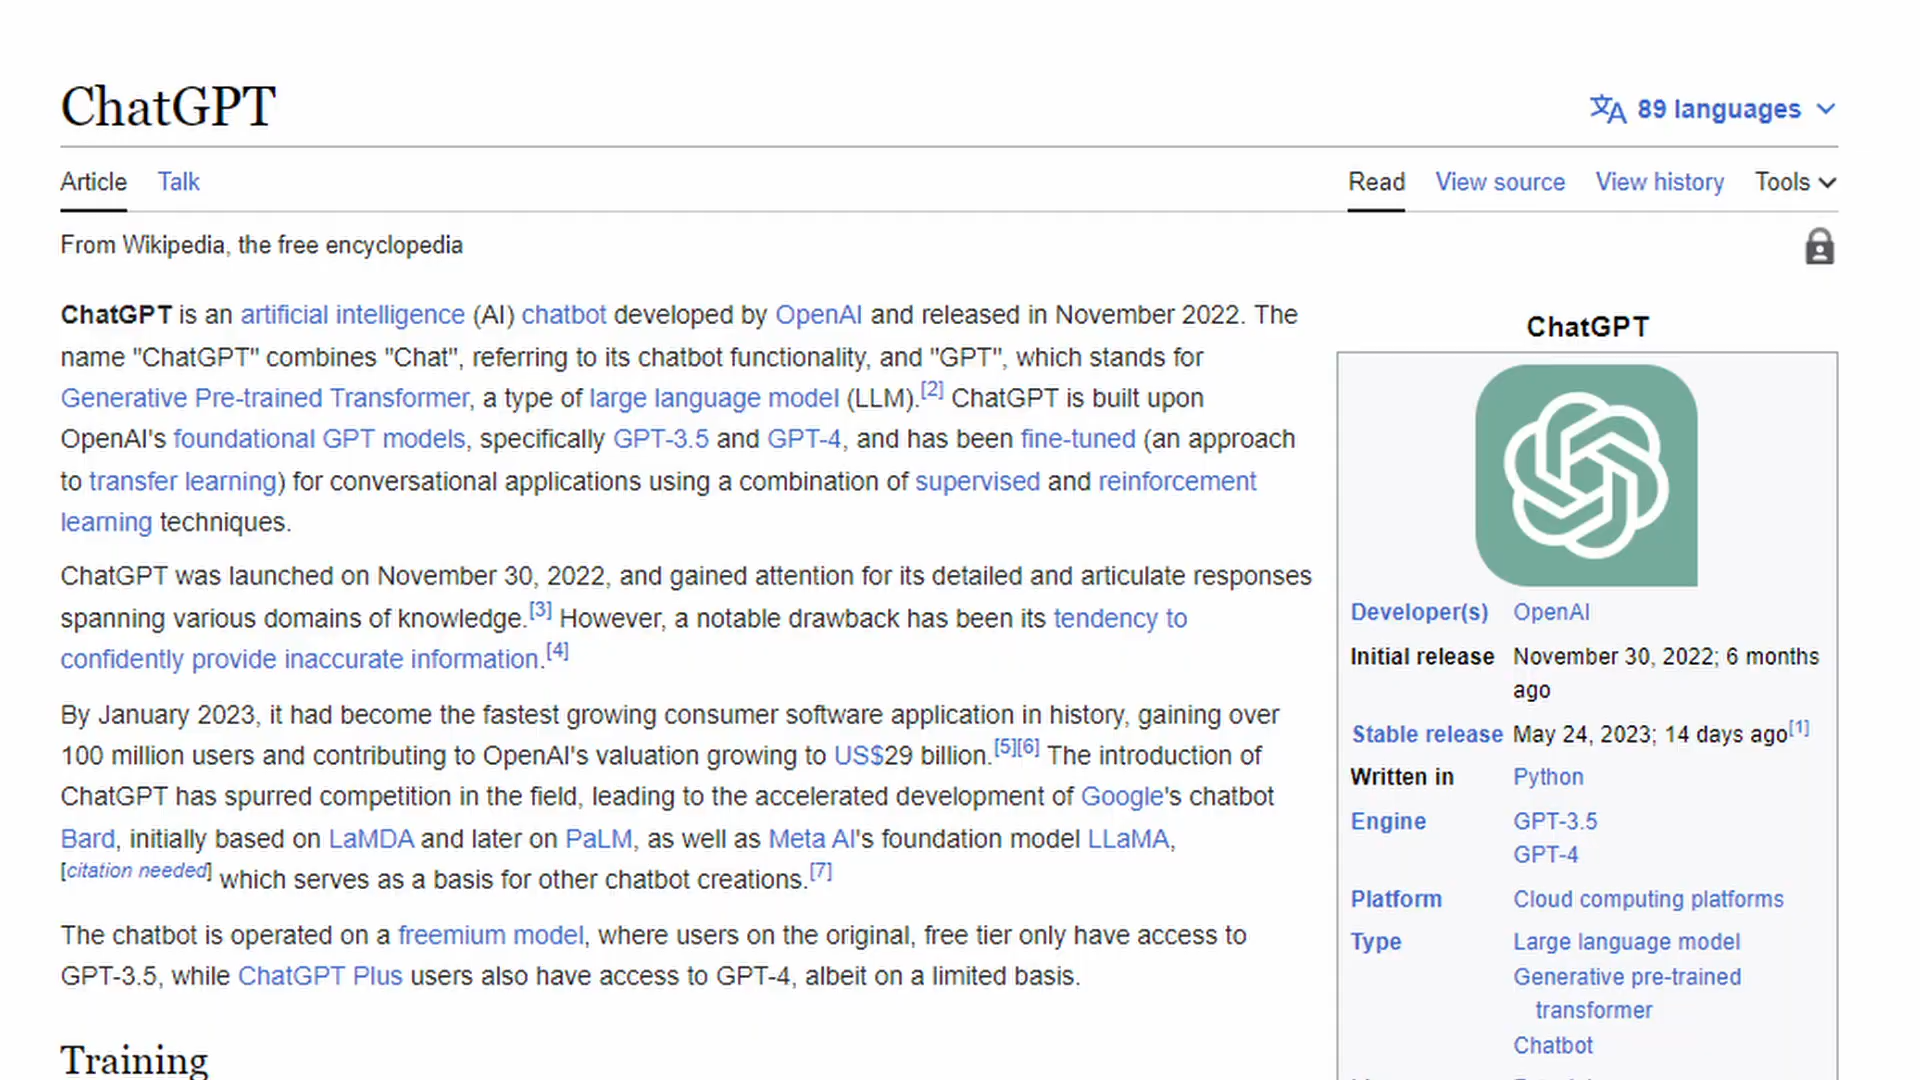 ChatGPT
89 languages
Article Talk
Read View source View history Tools
From Wikipedia, the free encyclopedia
ChatGPT is an artificial intelligence (AI) chatbot developed by OpenAI and released in November 2022. The
name "ChatGPT" combines "Chat", referring to its chatbot functionality, and "GPT", which stands for
Generative Pre-trained Transformer, a type of large language model (LLM).[2] ChatGPT is built upon
OpenAI's foundational GPT models, specifically GPT-3.5 and GPT-4, and has been fine-tuned (an approach
to transfer learning) for conversational applications using a combination of supervised and reinforcement
learning techniques.
ChatGPT was launched on November 30, 2022, and gained attention for its detailed and articulate responses
spanning various domains of knowledge.[3] However, a notable drawback has been its tendency to
confidently provide inaccurate information.[4]
By January 2023, it had become the fastest growing consumer software application in history, gaining over
100 million users and contributing to OpenAI's valuation growing to US$29 billion.[5][6] The introduction of
ChatGPT has spurred competition in the field, leading to the accelerated development of Google's chatbot
Bard, initially based on LaMDA and later on PaLM, as well as Meta AI's foundation model LLaMA,
[citation needed] which serves as a basis for other chatbot creations.[7]
The chatbot is operated on a freemium model, where users on the original, free tier only have access to
GPT-3.5, while ChatGPT Plus users also have access to GPT-4, albeit on a limited basis.
Training
ChatGPT
Developer(s) OpenAI
Initial release November 30, 2022; 6 months
ago
Stable release May 24, 2023; 14 days ago[1]
Written in Python
Engine GPT-3.5
GPT-4
Platform Cloud computing platforms
Type Large language model
Generative pre-trained
transformer
Chatbot